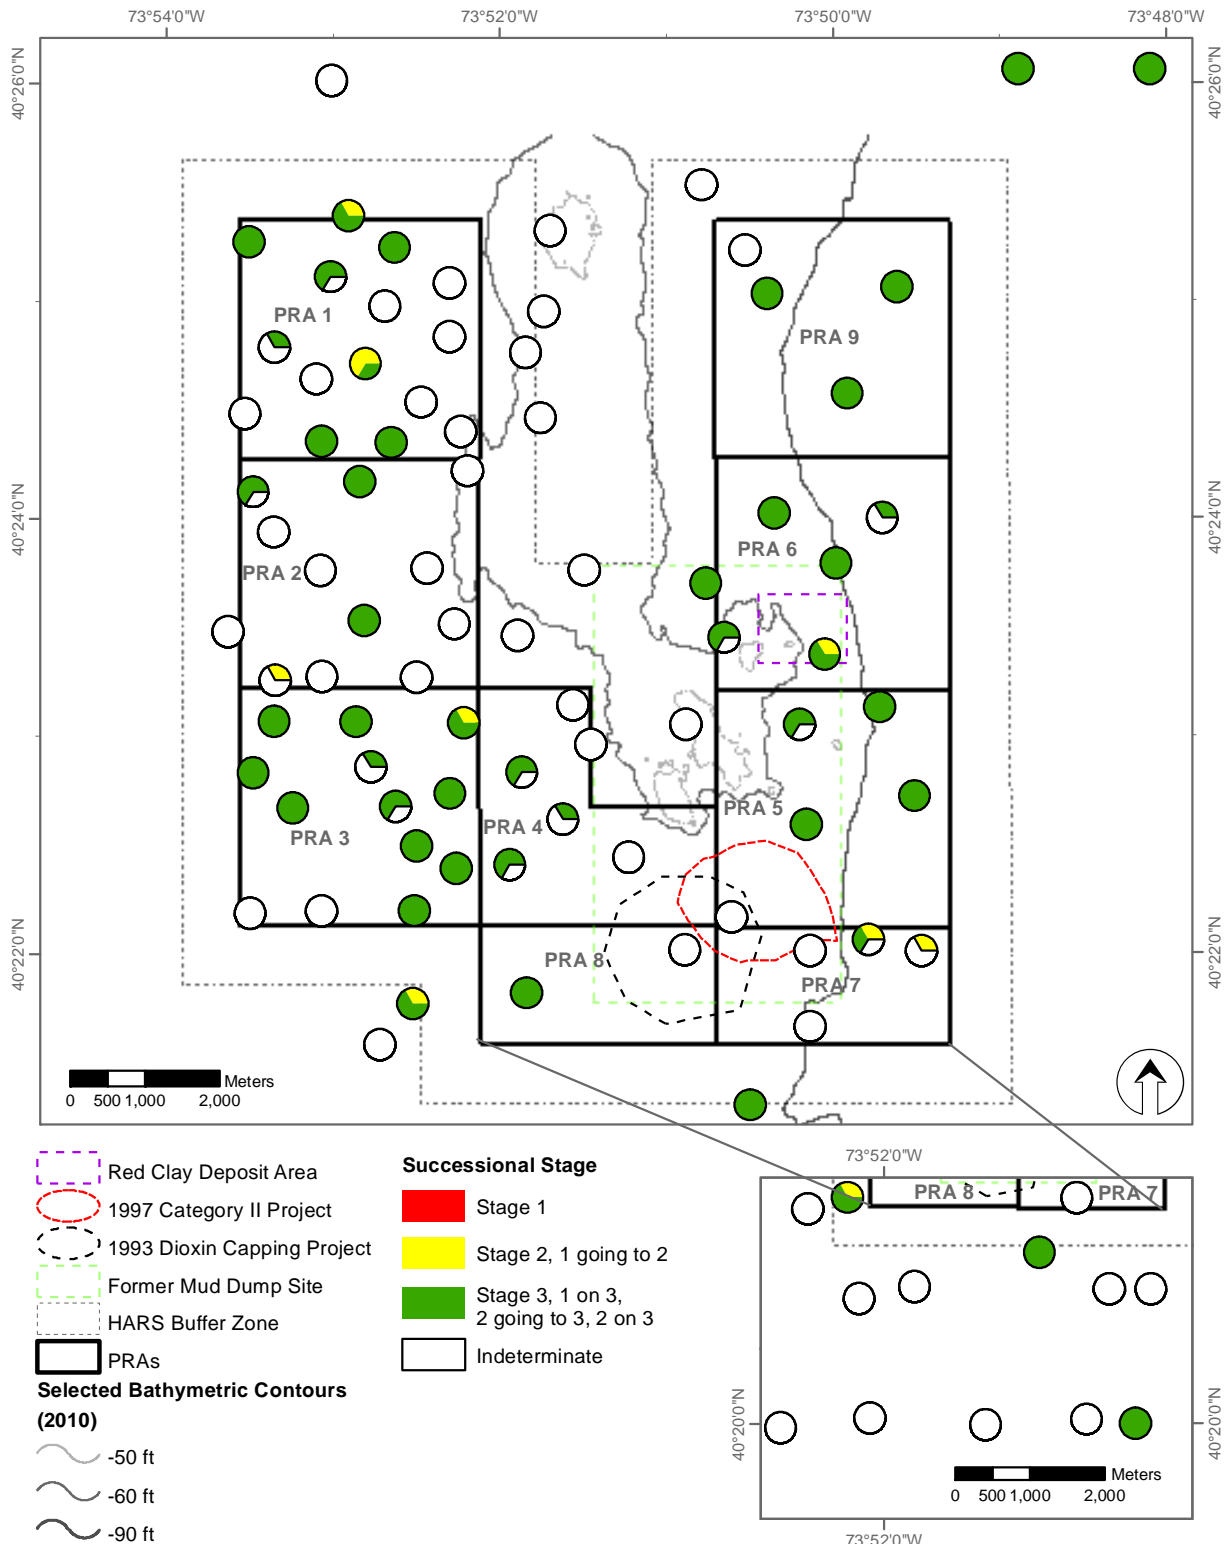 73°54'0"W
73°52'0"W
73°50'0"W
73°48'0"W
40°26'0"N
40°26'0"N
PRA 1
PRA 9
40°24'0"N
40°24'0"N
PRA 6
PRA 2
PRA 5
PRA 4
PRA 3
40°22'0"N
40°22'0"N
PRA 8
PRA 7
Meters
0 500 1,000 2,000
Red Clay Deposit Area
1997 Category II Project
1993 Dioxin Capping Project
Former Mud Dump Site
HARS Buffer Zone
PRAs
Selected Bathymetric Contours
(2010)
-50 ft
-60 ft
-90 ft
Successional Stage
Stage 1
Stage 2, 1 going to 2
Stage 3, 1 on 3,
2 going to 3, 2 on 3
Indeterminate
73°52'0"W
PRA 8
PRA 7
40°20'0"N
40°20'0"N
Meters
0 500 1,000 2,000
73°52'0"W